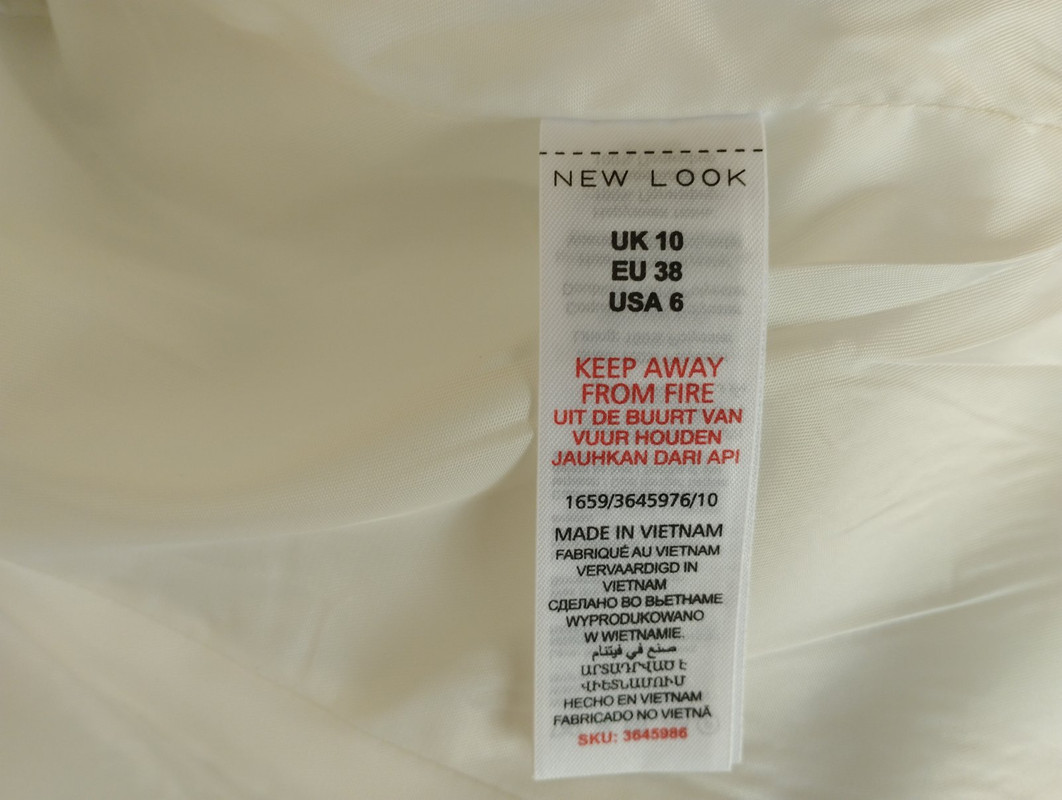 NEW LOOK
UK 10
EU 38
USA 6
KEEP AWAY
FROM FIRE
UIT DE BUURT VAN
VUUR HOUDEN
JAUHKAN DARI API
1659/3645976/10
MADE IN VIETNAM
FABRIQUÉ AU VIETNAM
VERVAARDIGD IN
VIETNAM
СДЕЛАНО ВО ВЬЕТНАМЕ
WYPRODUKOWANO
W WIETNAMIE.
صنع في فيتنام
ԱՐՏԱԴՐՎԱԾ Է
ՎԻԵՏՆԱՄՈՒՄ
HECHO EN VIETNAM
FABRICADO NO VIETNÃ
SKU: 3645986